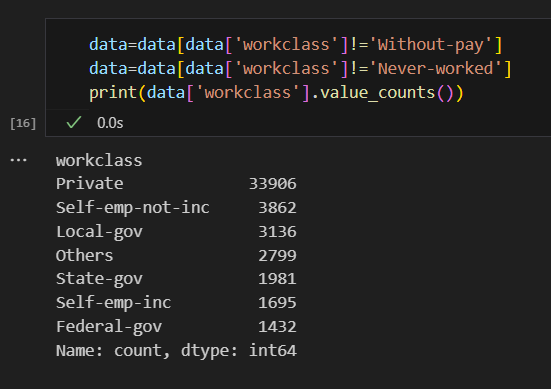 data=data[data['workclass']!='Without-pay']
data=data[data['workclass']!='Never-worked']
print(data['workclass'].value_counts())
[16] ✓ 0.0s
... workclass
Private 33906
Self-emp-not-inc 3862
Local-gov 3136
Others 2799
State-gov 1981
Self-emp-inc 1695
Federal-gov 1432
Name: count, dtype: int64